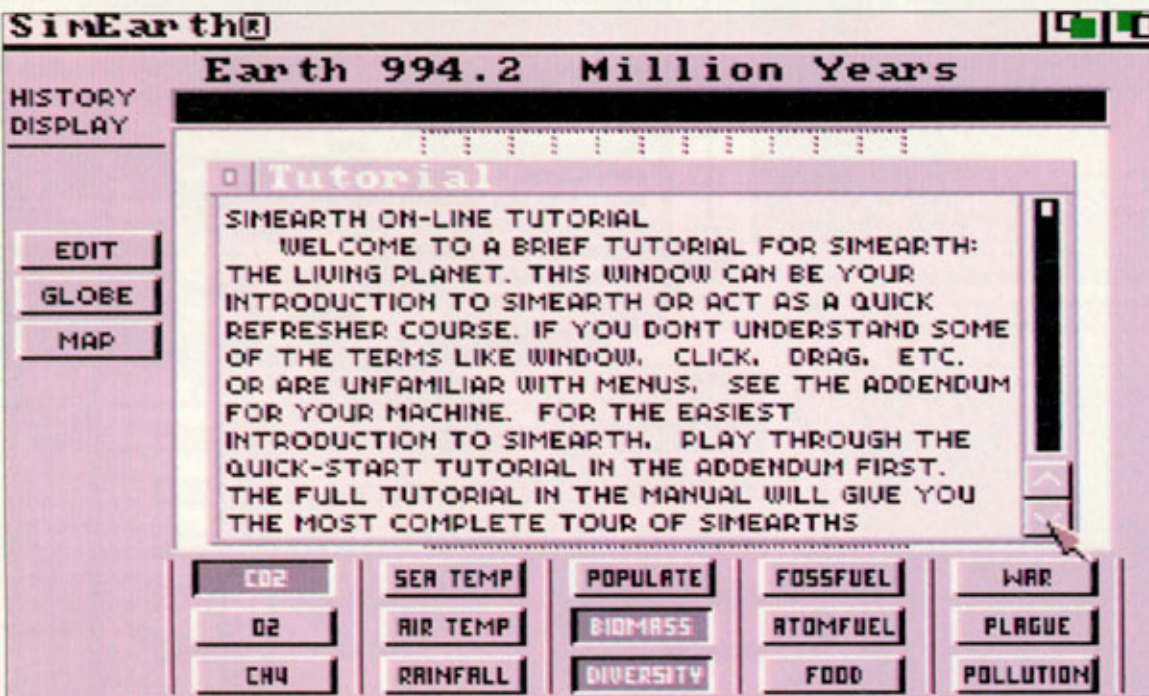 SimEarth®
Earth 994.2 Million Years
HISTORY
DISPLAY
EDIT
GLOBE
MAP
Tutorial
SIMEARTH ON-LINE TUTORIAL
WELCOME TO A BRIEF TUTORIAL FOR SIMEARTH:
THE LIVING PLANET. THIS WINDOW CAN BE YOUR
INTRODUCTION TO SIMEARTH OR ACT AS A QUICK
REFRESHER COURSE. IF YOU DONT UNDERSTAND SOME
OF THE TERMS LIKE WINDOW, CLICK, DRAG, ETC.
OR ARE UNFAMILIAR WITH MENUS, SEE THE ADDENDUM
FOR YOUR MACHINE. FOR THE EASIEST
INTRODUCTION TO SIMEARTH, PLAY THROUGH THE
QUICK-START TUTORIAL IN THE ADDENDUM FIRST.
THE FULL TUTORIAL IN THE MANUAL WILL GIVE YOU
THE MOST COMPLETE TOUR OF SIMEARTHS
CO2 SEA TEMP POPULATE FOSSFUEL WAR
O2 AIR TEMP BIOMASS ATOMFUEL PLAGUE
CH4 RAINFALL DIVERSITY FOOD POLLUTION